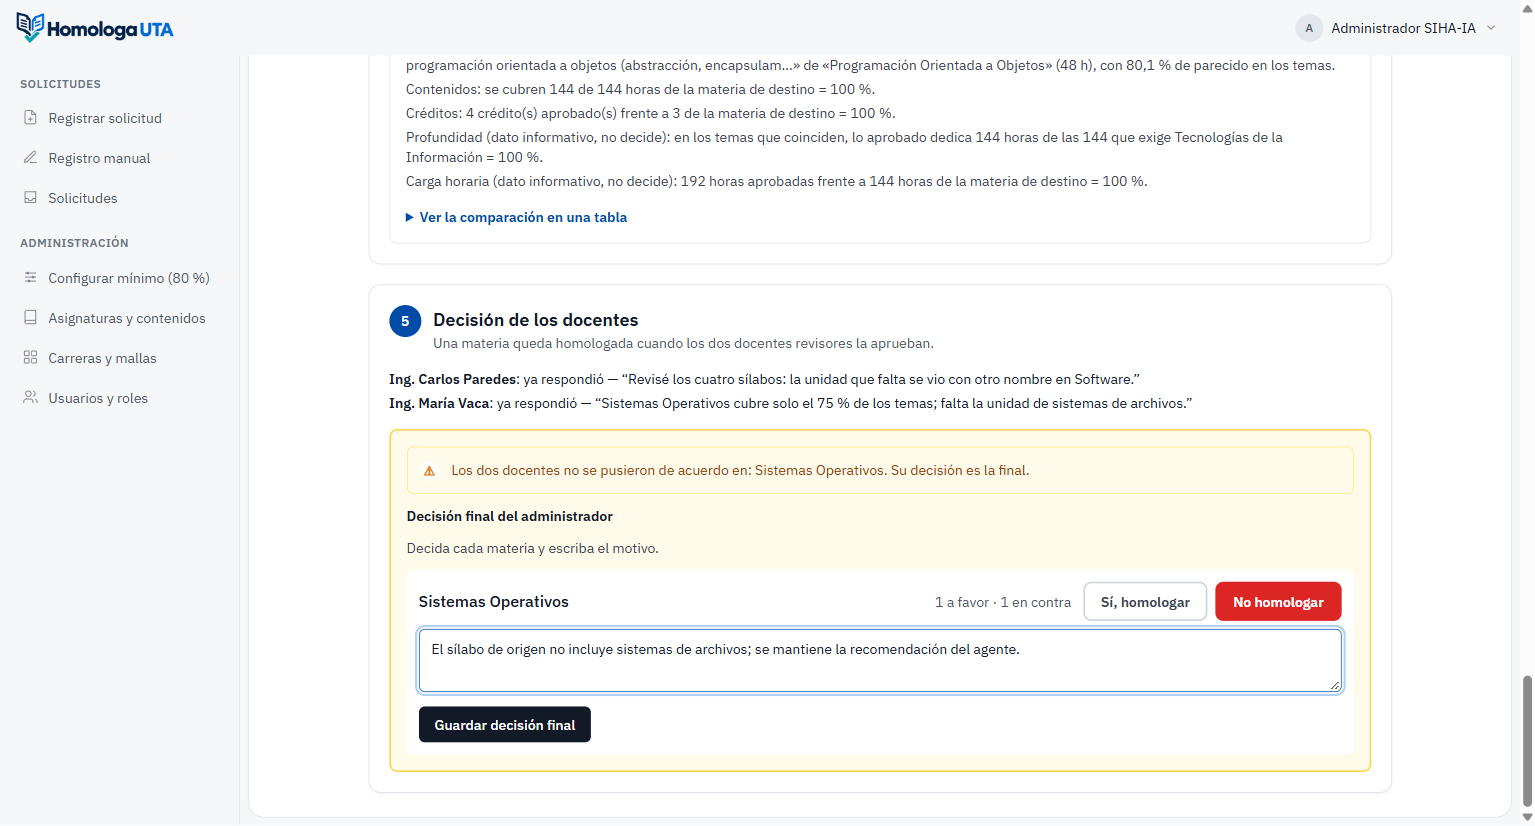 HomologaUTA
A
Administrador SIHA-IA
SOLICITUDES
Registrar solicitud
Registro manual
Solicitudes
ADMINISTRACIÓN
Configurar mínimo (80 %)
Asignaturas y contenidos
Carreras y mallas
Usuarios y roles
programación orientada a objetos (abstracción, encapsulam...» de «Programación Orientada a Objetos» (48 h), con 80,1 % de parecido en los temas.
Contenidos: se cubren 144 de 144 horas de la materia de destino = 100 %.
Créditos: 4 crédito(s) aprobado(s) frente a 3 de la materia de destino = 100 %.
Profundidad (dato informativo, no decide): en los temas que coinciden, lo aprobado dedica 144 horas de las 144 que exige Tecnologías de la
Información = 100 %.
Carga horaria (dato informativo, no decide): 192 horas aprobadas frente a 144 horas de la materia de destino = 100 %.
Ver la comparación en una tabla
5
Decisión de los docentes
Una materia queda homologada cuando los dos docentes revisores la aprueban.
Ing. Carlos Paredes: ya respondió — “Revisé los cuatro sílabos: la unidad que falta se vio con otro nombre en Software.”
Ing. María Vaca: ya respondió — “Sistemas Operativos cubre solo el 75 % de los temas; falta la unidad de sistemas de archivos.”
Los dos docentes no se pusieron de acuerdo en: Sistemas Operativos. Su decisión es la final.
Decisión final del administrador
Decida cada materia y escriba el motivo.
Sistemas Operativos
1 a favor · 1 en contra
Sí, homologar
No homologar
El sílabo de origen no incluye sistemas de archivos; se mantiene la recomendación del agente.
Guardar decisión final